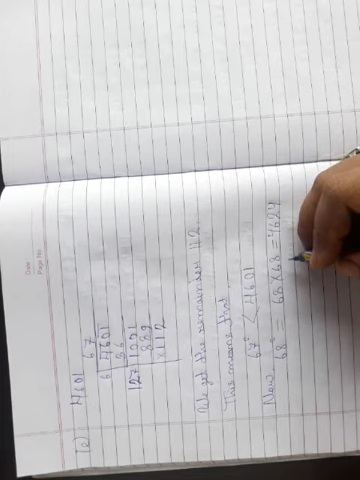 Date
Page No
(e) 4601
67
6 4601
36
127 1001
889
×112
We get the remainder 112
This means that
67² < 4601
Now 68² = 68×68 = 4624